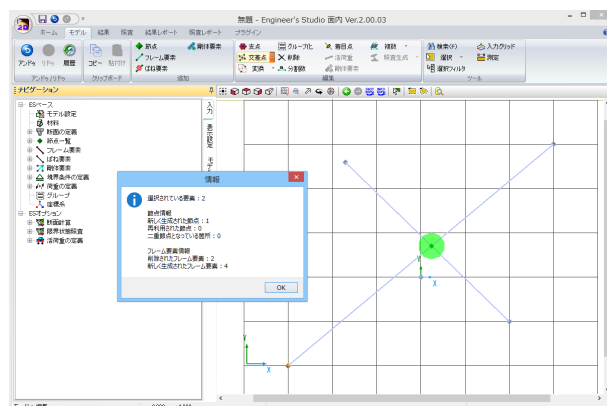 無題 - Engineer's Studio 面内 Ver.2.00.03
ホーム モデル 結果 照査 結果レポート 照査レポート プラグイン
アンドゥ リドゥ 履歴 コピー 貼付け
節点 剛体要素
フレーム要素
ばね要素
支点 グループ化 着目点 複
交差点 削除 活荷重 照査生成
変換 分割数 剛体要素
検索(F) 入力グリッド
選択 測定
選択フィルタ
アンドゥ/リドゥ クリップボード 追加 編集 ツール
ナビゲーション
入力
表示設定
モデ
ESベース
モデル設定
材料
断面の定義
節点一覧
フレーム要素
ばね要素
剛体要素
境界条件の定義
荷重の定義
グループ
座標系
ESオプション
断面計算
限界状態照査
活荷重の定義
情報
選択されている要素 : 2
節点情報
新しく生成された節点 : 1
再利用された節点 : 0
二重節点となっている箇所 : 0
フレーム要素情報
削除されたフレーム要素 : 2
新しく生成されたフレーム要素 : 4
OK
Y
X
Y
X